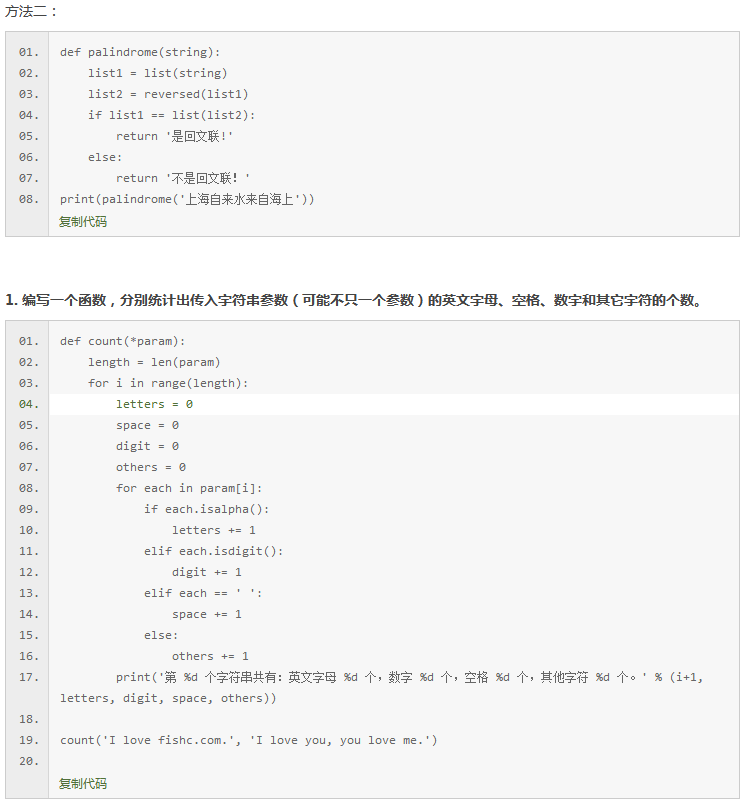 方法二：
01. def palindrome(string):
02.     list1 = list(string)
03.     list2 = reversed(list1)
04.     if list1 == list(list2):
05.         return '是回文联!'
06.     else:
07.         return '不是回文联！'
08. print(palindrome('上海自来水来自海上'))
复制代码
1. 编写一个函数，分别统计出传入字符串参数（可能不只一个参数）的英文字母、空格、数字和其它字符的个数。
01. def count(*param):
02.     length = len(param)
03.     for i in range(length):
04.         letters = 0
05.         space = 0
06.         digit = 0
07.         others = 0
08.         for each in param[i]:
09.             if each.isalpha():
10.                 letters += 1
11.             elif each.isdigit():
12.                 digit += 1
13.             elif each == ' ':
14.                 space += 1
15.             else:
16.                 others += 1
17.         print('第 %d 个字符串共有：英文字母 %d 个，数字 %d 个，空格 %d 个，其他字符 %d 个。' % (i+1,
letters, digit, space, others))
18.
19. count('I love fishc.com.', 'I love you, you love me.')
20.
复制代码